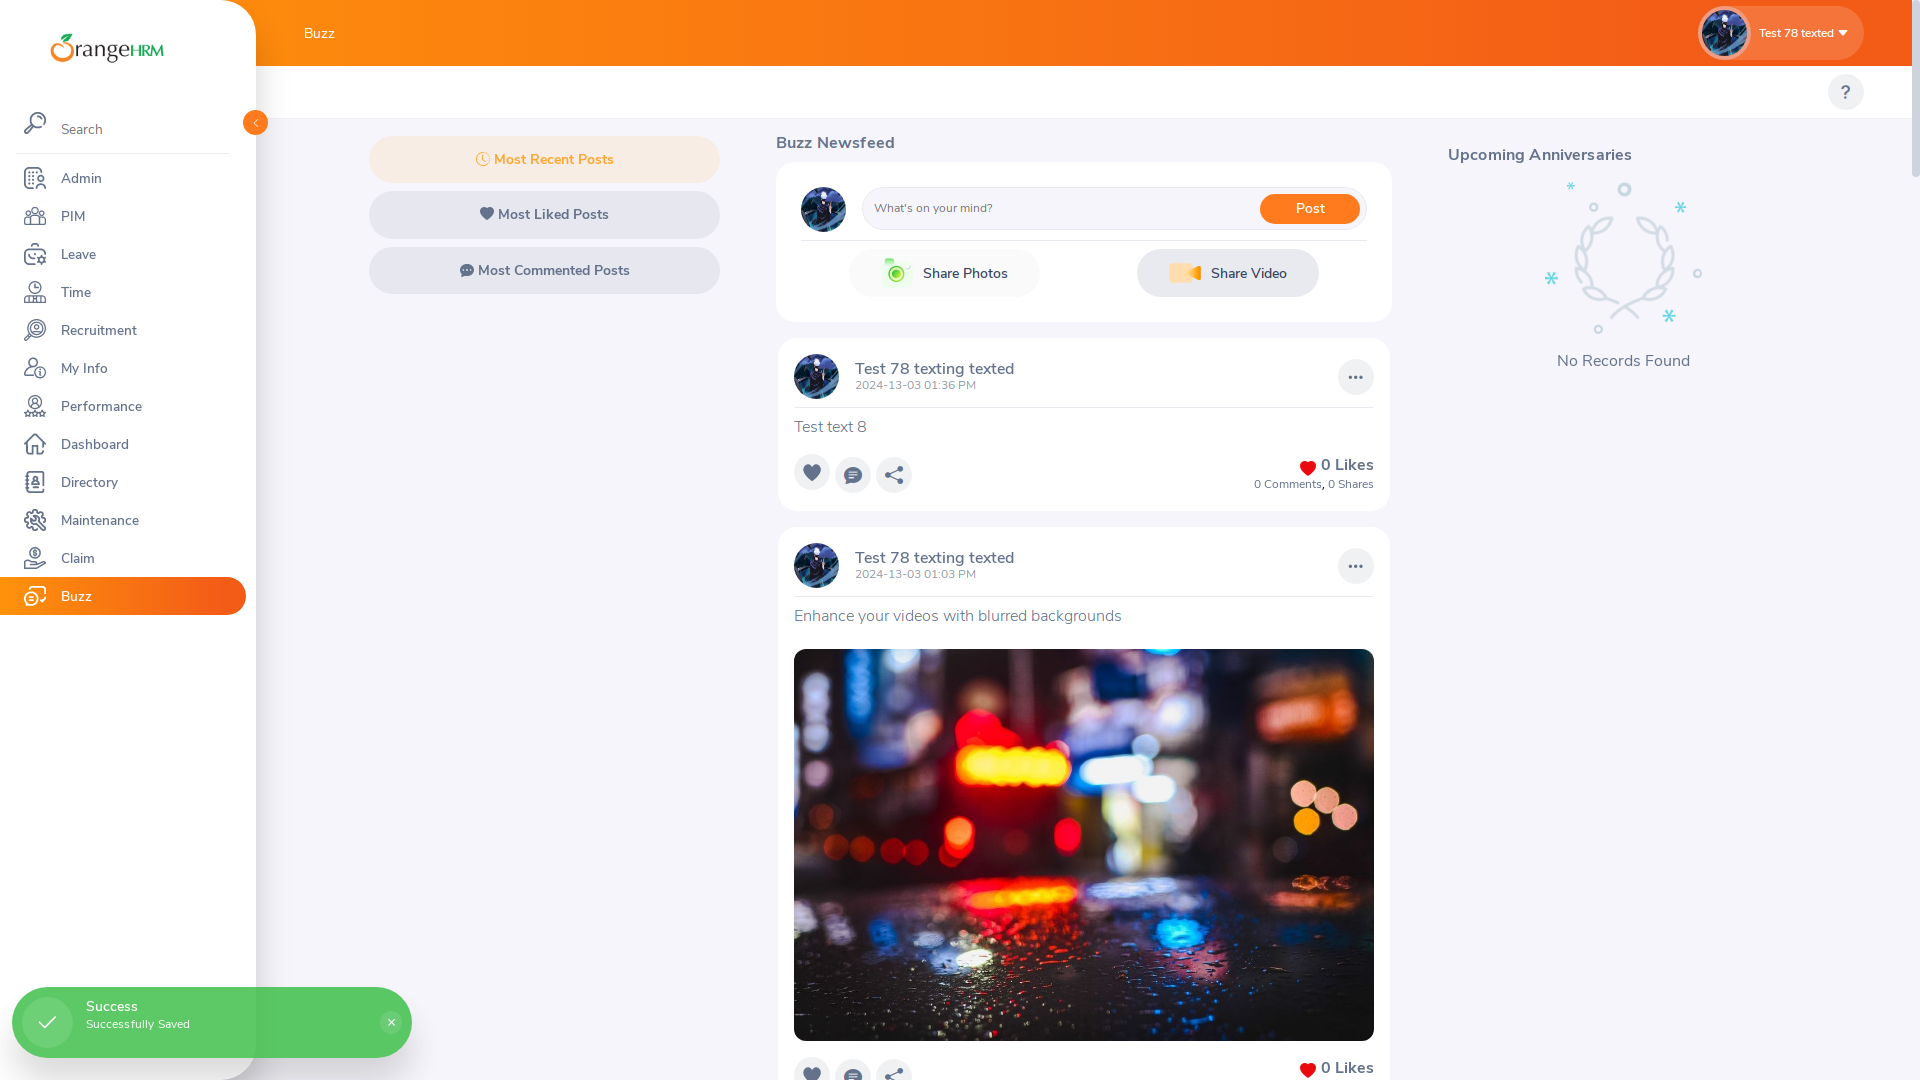 OrangeHRM
Search
Admin
PIM
Leave
Time
Recruitment
My Info
Performance
Dashboard
Directory
Maintenance
Claim
Buzz
Buzz
Test 78 texted
?
Most Recent Posts
Most Liked Posts
Most Commented Posts
Buzz Newsfeed
What's on your mind?
Post
Share Photos
Share Video
Test 78 texting texted
2024-13-03 01:36 PM
Test text 8
0 Likes
0 Comments, 0 Shares
Test 78 texting texted
2024-13-03 01:03 PM
Enhance your videos with blurred backgrounds
0 Likes
Upcoming Anniversaries
No Records Found
Success
Successfully Saved